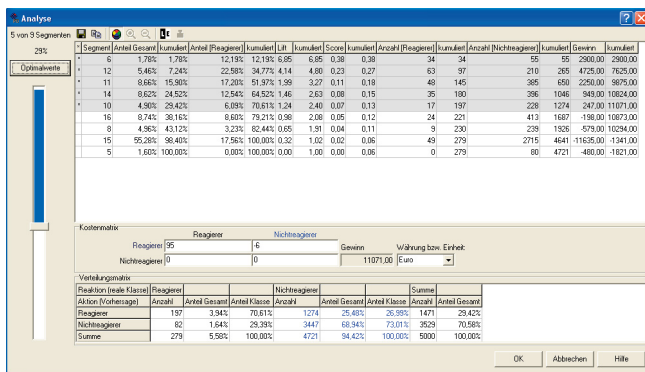 Analyse
5 von 9 Segmenten
29%
Optimalwerte
* Segment Anteil Gesamt kumuliert Anteil [Reagierer] kumuliert Lift kumuliert Score kumuliert Anzahl [Reagierer] kumuliert Anzahl [Nichtreagierer] kumuliert Gewinn kumuliert
* 6 1,78% 1,78% 12,19% 12,19% 6,85 6,85 0,38 0,38 34 34 55 55 2900,00 2900,00
* 12 5,46% 7,24% 22,58% 34,77% 4,14 4,80 0,23 0,27 63 97 210 265 4725,00 7625,00
* 11 8,66% 15,90% 17,20% 51,97% 1,99 3,27 0,11 0,18 48 145 385 650 2250,00 9875,00
* 14 8,62% 24,52% 12,54% 64,52% 1,46 2,63 0,08 0,15 35 180 396 1046 949,00 10824,00
* 10 4,90% 29,42% 6,09% 70,61% 1,24 2,40 0,07 0,13 17 197 228 1274 247,00 11071,00
16 8,74% 38,16% 8,60% 79,21% 0,98 2,08 0,05 0,12 24 221 413 1687 -198,00 10873,00
8 4,96% 43,12% 3,23% 82,44% 0,65 1,91 0,04 0,11 9 230 239 1926 -579,00 10294,00
15 55,28% 98,40% 17,56% 100,00% 0,32 1,02 0,02 0,06 49 279 2715 4641 -11635,00 -1341,00
5 1,60% 100,00% 0,00% 100,00% 0,00 1,00 0,00 0,06 0 279 80 4721 -480,00 -1821,00
Kostenmatrix
Reagierer Nichtreagierer
Reagierer 95 -6 Gewinn Währung bzw. Einheit:
Nichtreagierer 0 0 11071,00 Euro
Verteilungsmatrix
Reaktion (reale Klasse) Reagierer Nichtreagierer Summe
Aktion (Vorhersage) Anzahl Anteil Gesamt Anteil Klasse Anzahl Anteil Gesamt Anteil Klasse Anzahl Anteil Gesamt
Reagierer 197 3,94% 70,61% 1274 25,48% 26,99% 1471 29,42%
Nichtreagierer 82 1,64% 29,39% 3447 68,94% 73,01% 3529 70,58%
Summe 279 5,58% 100,00% 4721 94,42% 100,00% 5000 100,00%
OK Abbrechen Hilfe